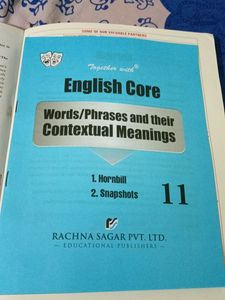 SOME OF OUR VALUABLE PARTNERS
Together with®
English Core
Words/Phrases and their
Contextual Meanings
1. Hornbill
2. Snapshots
11
RACHNA SAGAR PVT. LTD.
EDUCATIONAL PUBLISHERS